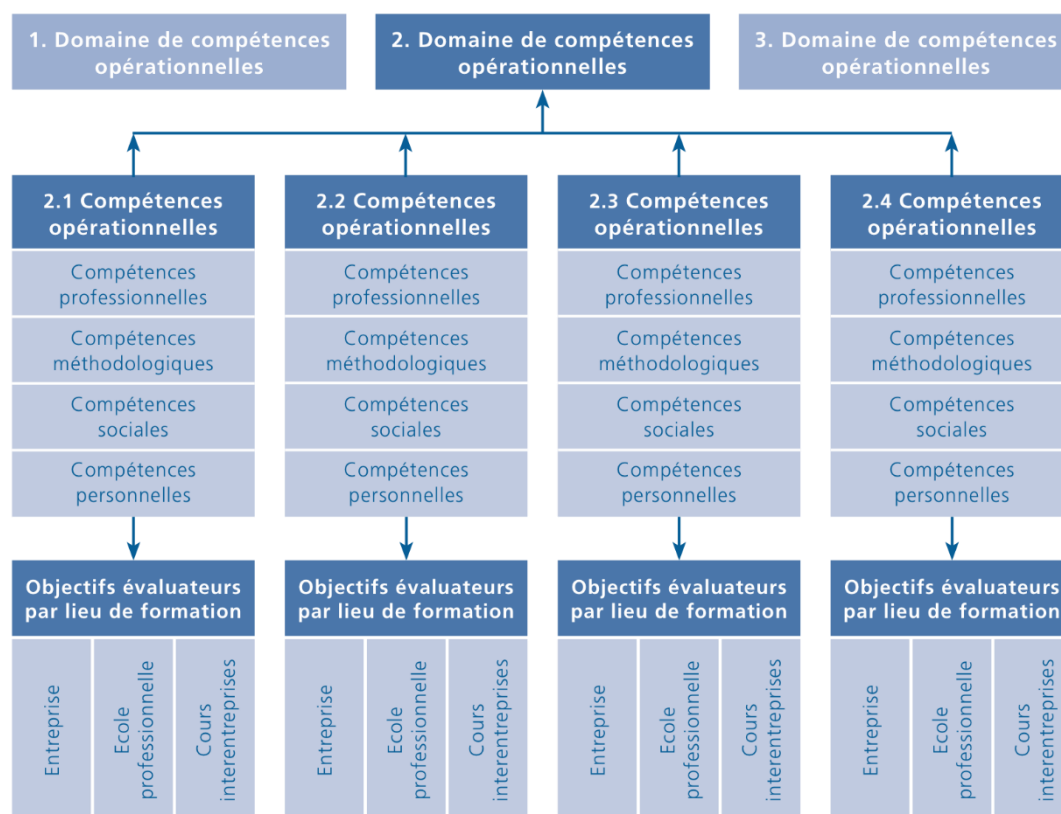 1. Domaine de compétences
opérationnelles
2. Domaine de compétences
opérationnelles
3. Domaine de compétences
opérationnelles
2.1 Compétences
opérationnelles
Compétences
professionnelles
Compétences
méthodologiques
Compétences
sociales
Compétences
personnelles
Objectifs évaluateurs
par lieu de formation
Entreprise
Ecole
professionnelle
Cours
interentreprises
2.2 Compétences
opérationnelles
Compétences
professionnelles
Compétences
méthodologiques
Compétences
sociales
Compétences
personnelles
Objectifs évaluateurs
par lieu de formation
Entreprise
Ecole
professionnelle
Cours
interentreprises
2.3 Compétences
opérationnelles
Compétences
professionnelles
Compétences
méthodologiques
Compétences
sociales
Compétences
personnelles
Objectifs évaluateurs
par lieu de formation
Entreprise
Ecole
professionnelle
Cours
interentreprises
2.4 Compétences
opérationnelles
Compétences
professionnelles
Compétences
méthodologiques
Compétences
sociales
Compétences
personnelles
Objectifs évaluateurs
par lieu de formation
Entreprise
Ecole
professionnelle
Cours
interentreprises